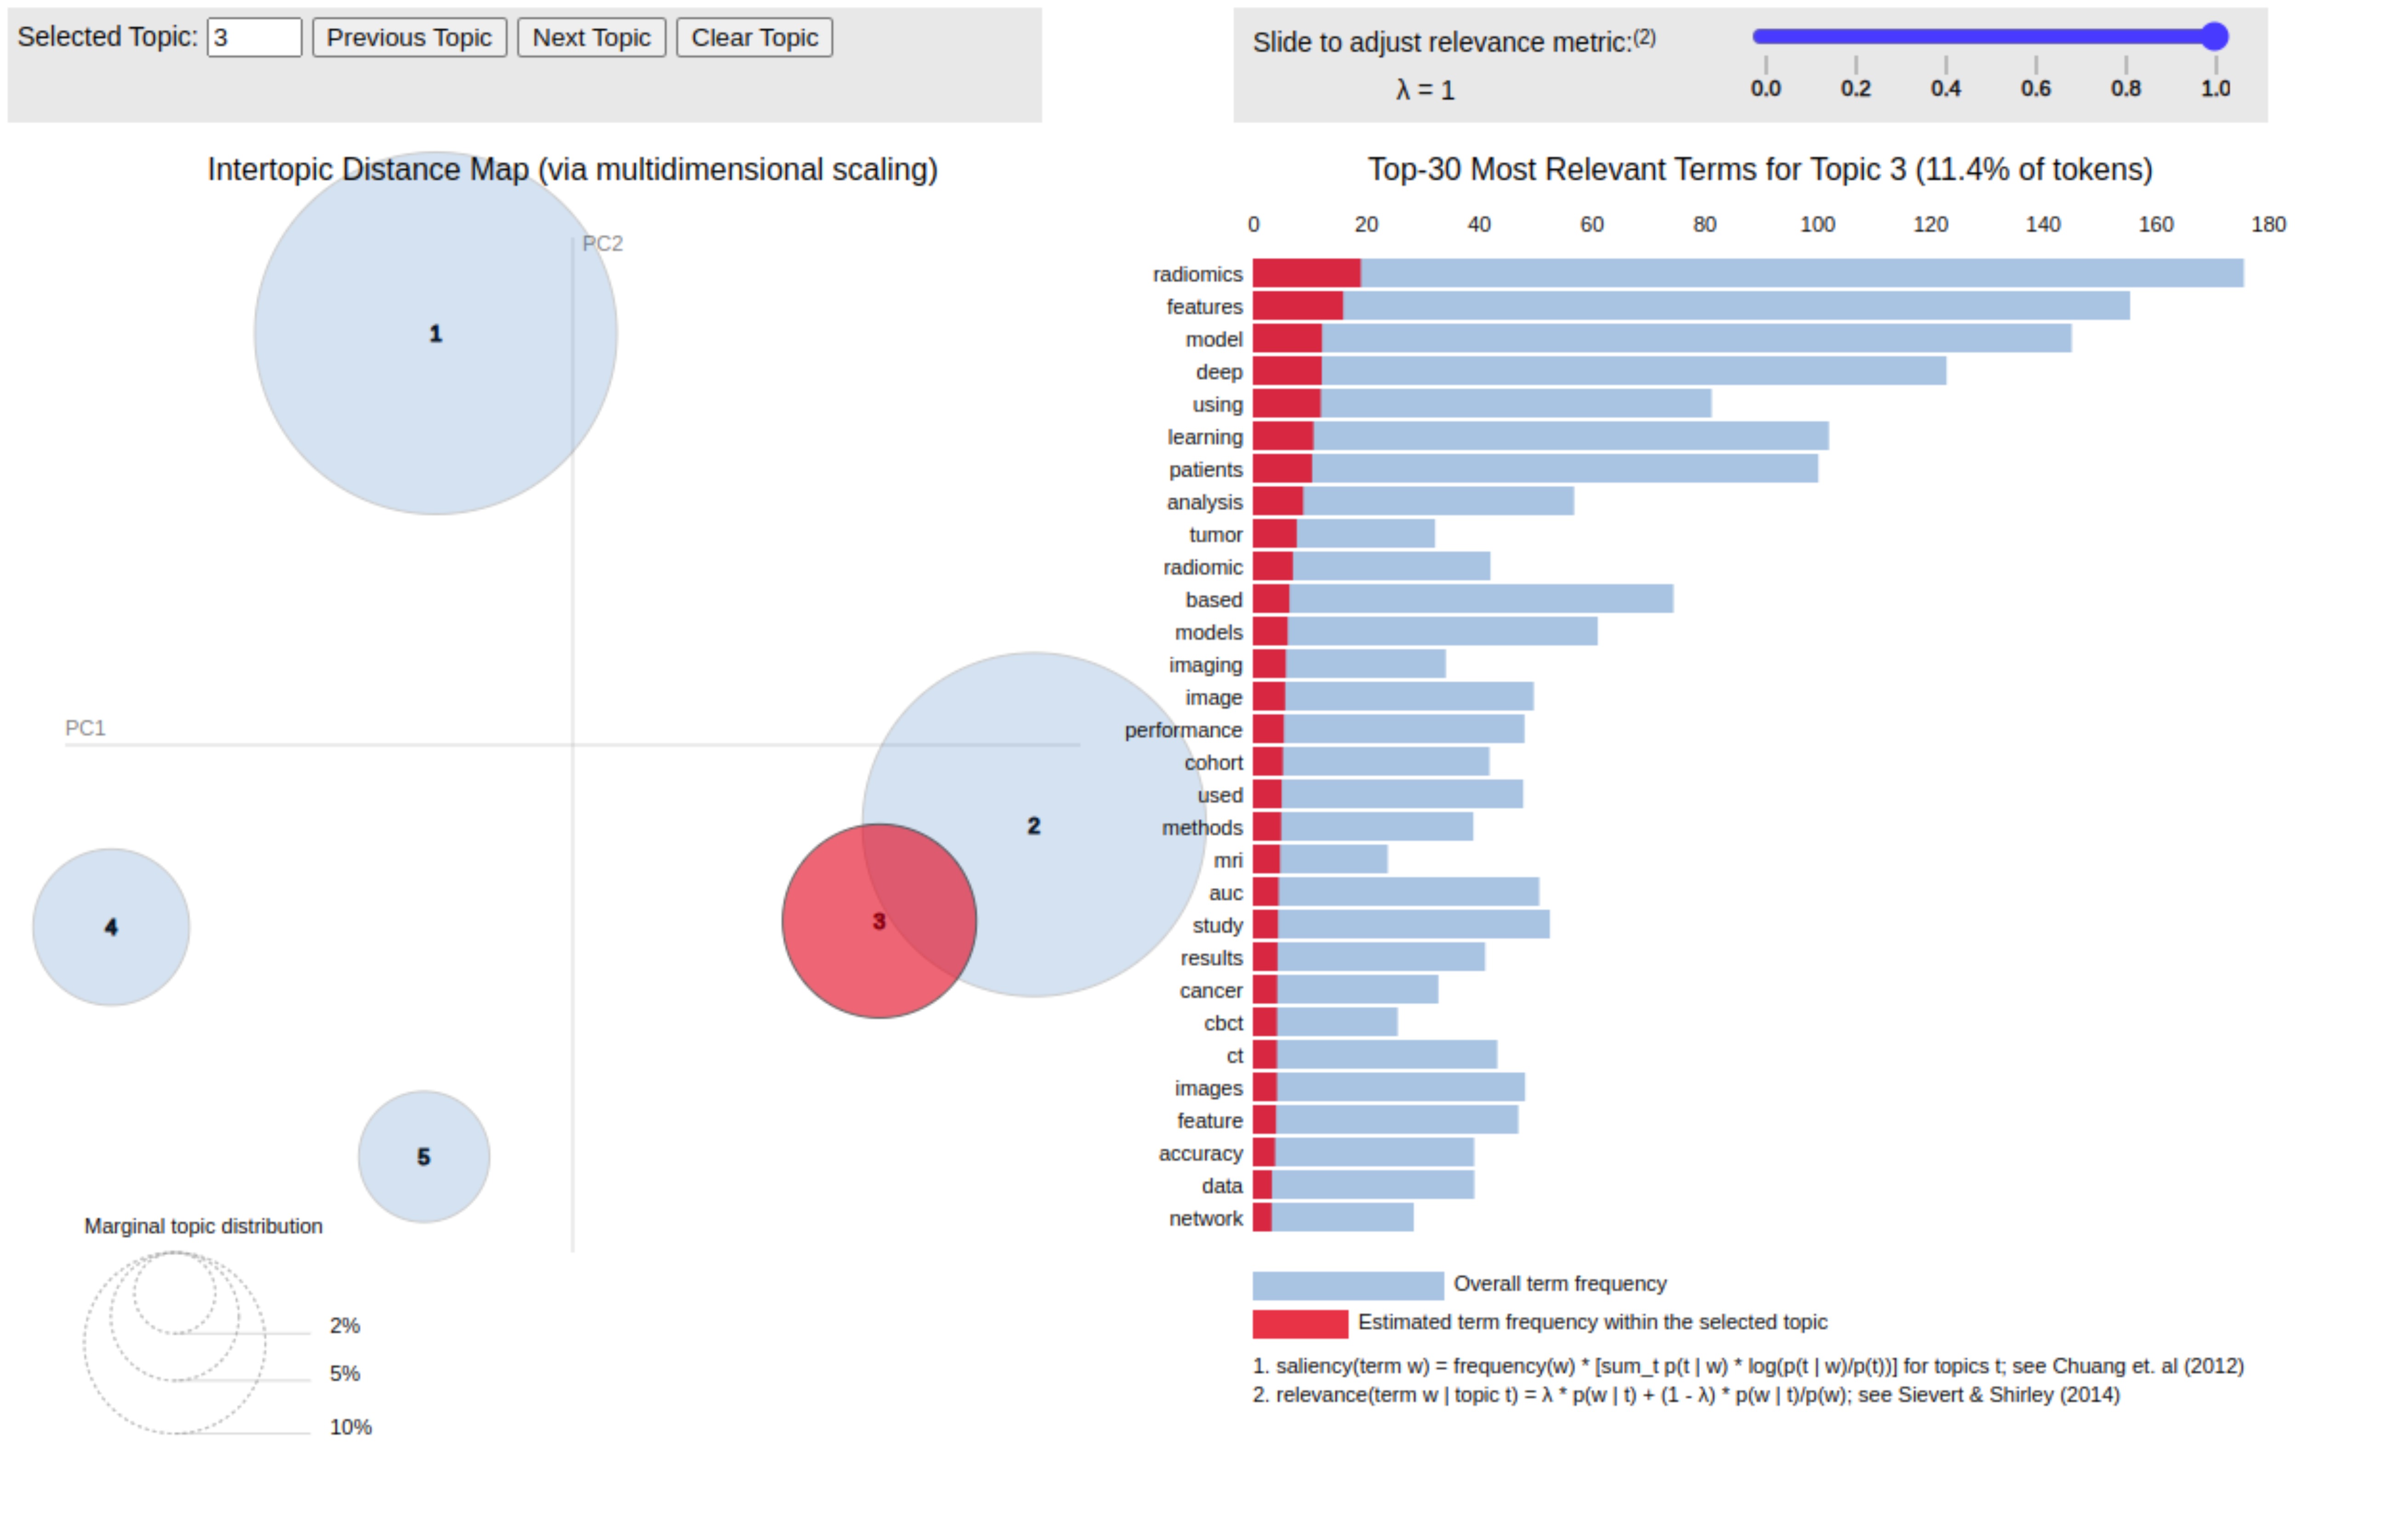 Selected Topic: 3 Previous Topic Next Topic Clear Topic
Slide to adjust relevance metric:(2)
λ = 1
0.0 0.2 0.4 0.6 0.8 1.0
Intertopic Distance Map (via multidimensional scaling)
PC2
1
PC1
2
3
4
5
Marginal topic distribution
2%
5%
10%
Top-30 Most Relevant Terms for Topic 3 (11.4% of tokens)
0 20 40 60 80 100 120 140 160 180
radiomics
features
model
deep
using
learning
patients
analysis
tumor
radiomic
based
models
imaging
image
performance
cohort
used
methods
mri
auc
study
results
cancer
cbct
ct
images
feature
accuracy
data
network
Overall term frequency
Estimated term frequency within the selected topic
1. saliency(term w) = frequency(w) * [sum_t p(t | w) * log(p(t | w)/p(t))] for topics t; see Chuang et. al (2012)
2. relevance(term w | topic t) = λ * p(w | t) + (1 - λ) * p(w | t)/p(w); see Sievert & Shirley (2014)